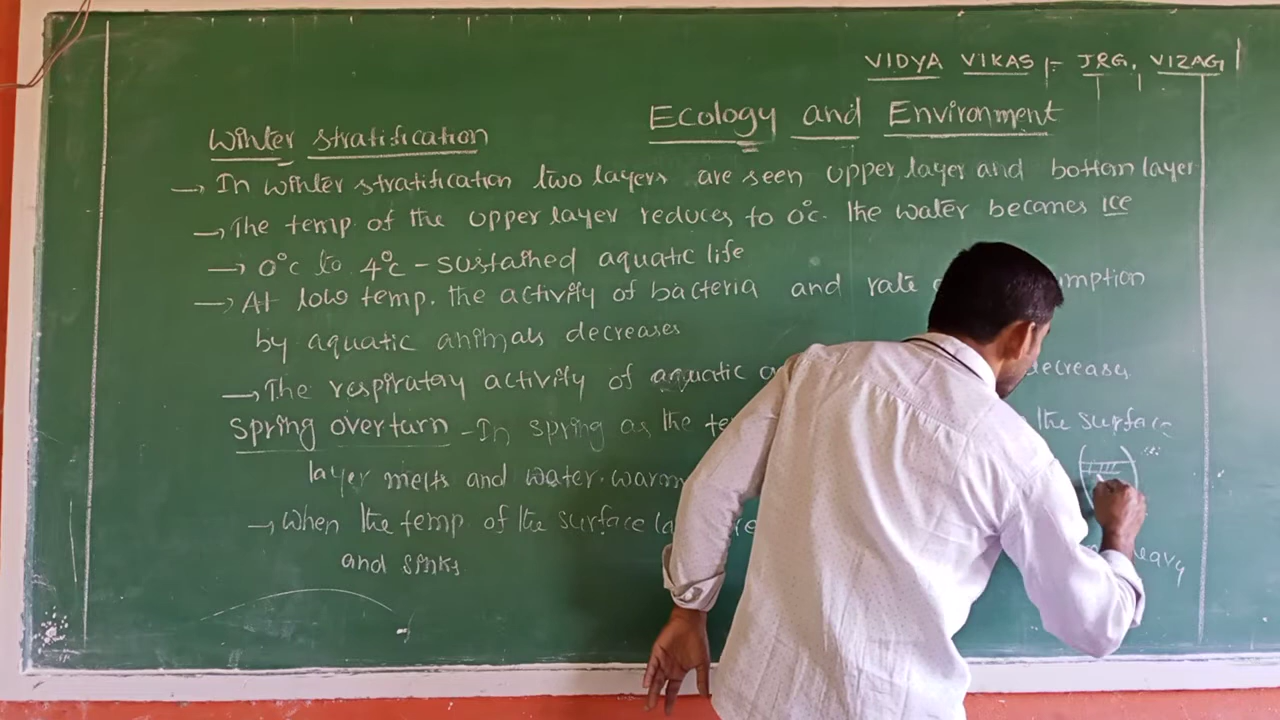 VIDYA VIKAS :- JRG, VIZAG
Ecology and Environment
Winter stratification
→ In winter stratification two layers are seen upper layer and bottom layer
→ The temp. of the upper layer reduces to 0°c. The water becomes ICE
→ 0°c to 4°c - sustained aquatic life
→ At low temp. the activity of bacteria and rate umption
by aquatic animals decreases
→ The respiratory activity of aquatic decreases
Spring overturn - In spring as the the surface
layer melts and water warm
→ When the temp of the surface heavy
and sinks